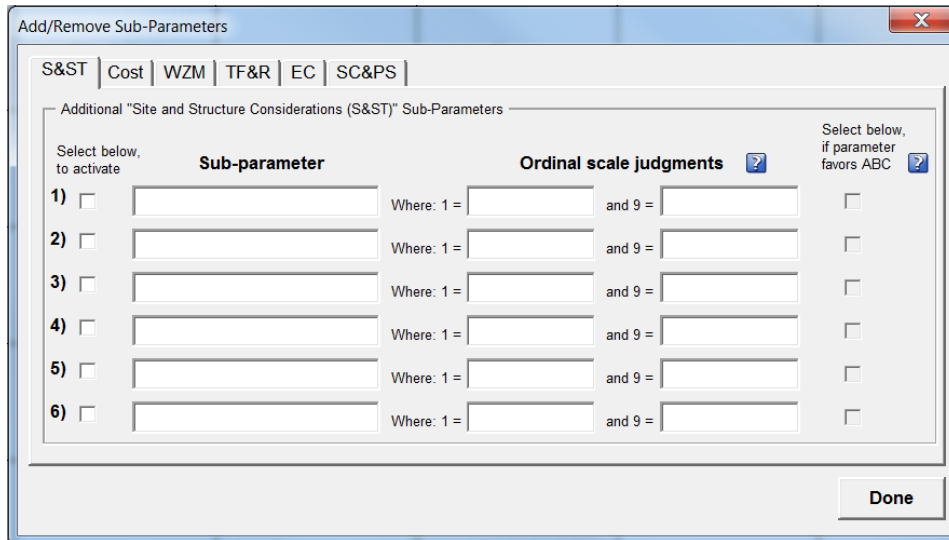 Add/Remove Sub-Parameters
X
S&ST Cost WZM TF&R EC SC&PS
Additional "Site and Structure Considerations (S&ST)" Sub-Parameters
Select below,
to activate
Sub-parameter
Ordinal scale judgments ?
Select below,
if parameter
favors ABC ?
1) Where: 1 = and 9 =
2) Where: 1 = and 9 =
3) Where: 1 = and 9 =
4) Where: 1 = and 9 =
5) Where: 1 = and 9 =
6) Where: 1 = and 9 =
Done